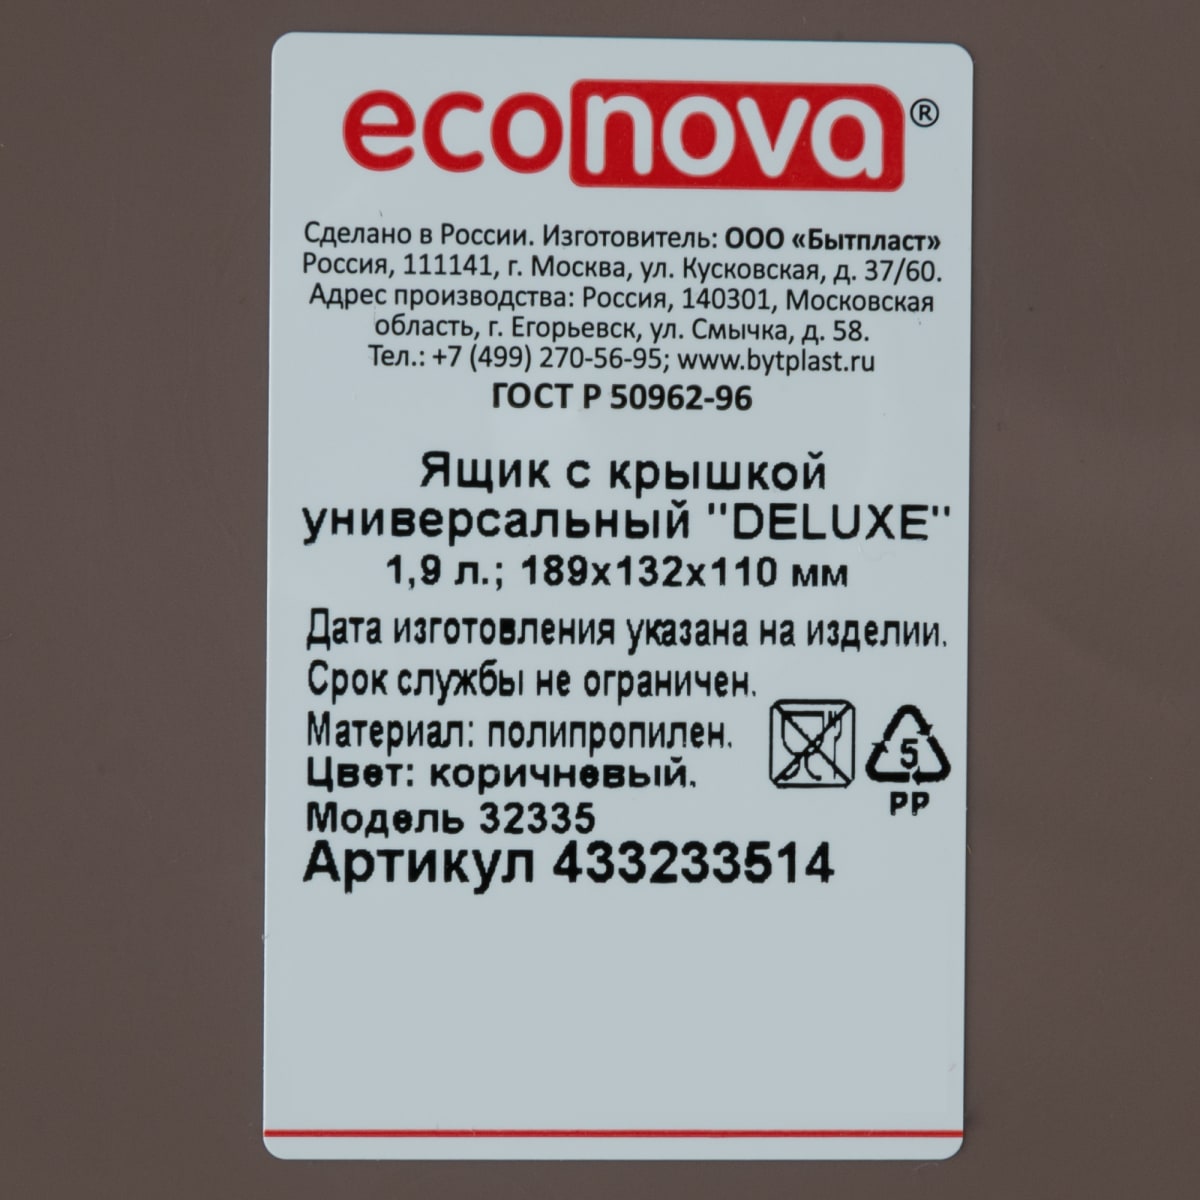 econova®
Сделано в России. Изготовитель: ООО «Бытпласт»
Россия, 111141, г. Москва, ул. Кусковская, д. 37/60.
Адрес производства: Россия, 140301, Московская
область, г. Егорьевск, ул. Смычка, д. 58.
Тел.: +7 (499) 270-56-95; www.bytplast.ru
ГОСТ Р 50962-96
Ящик с крышкой
универсальный "DELUXE"
1,9 л.; 189х132х110 мм
Дата изготовления указана на изделии.
Срок службы не ограничен.
Материал: полипропилен.
Цвет: коричневый.
Модель 32335
Артикул 433233514
5
PP